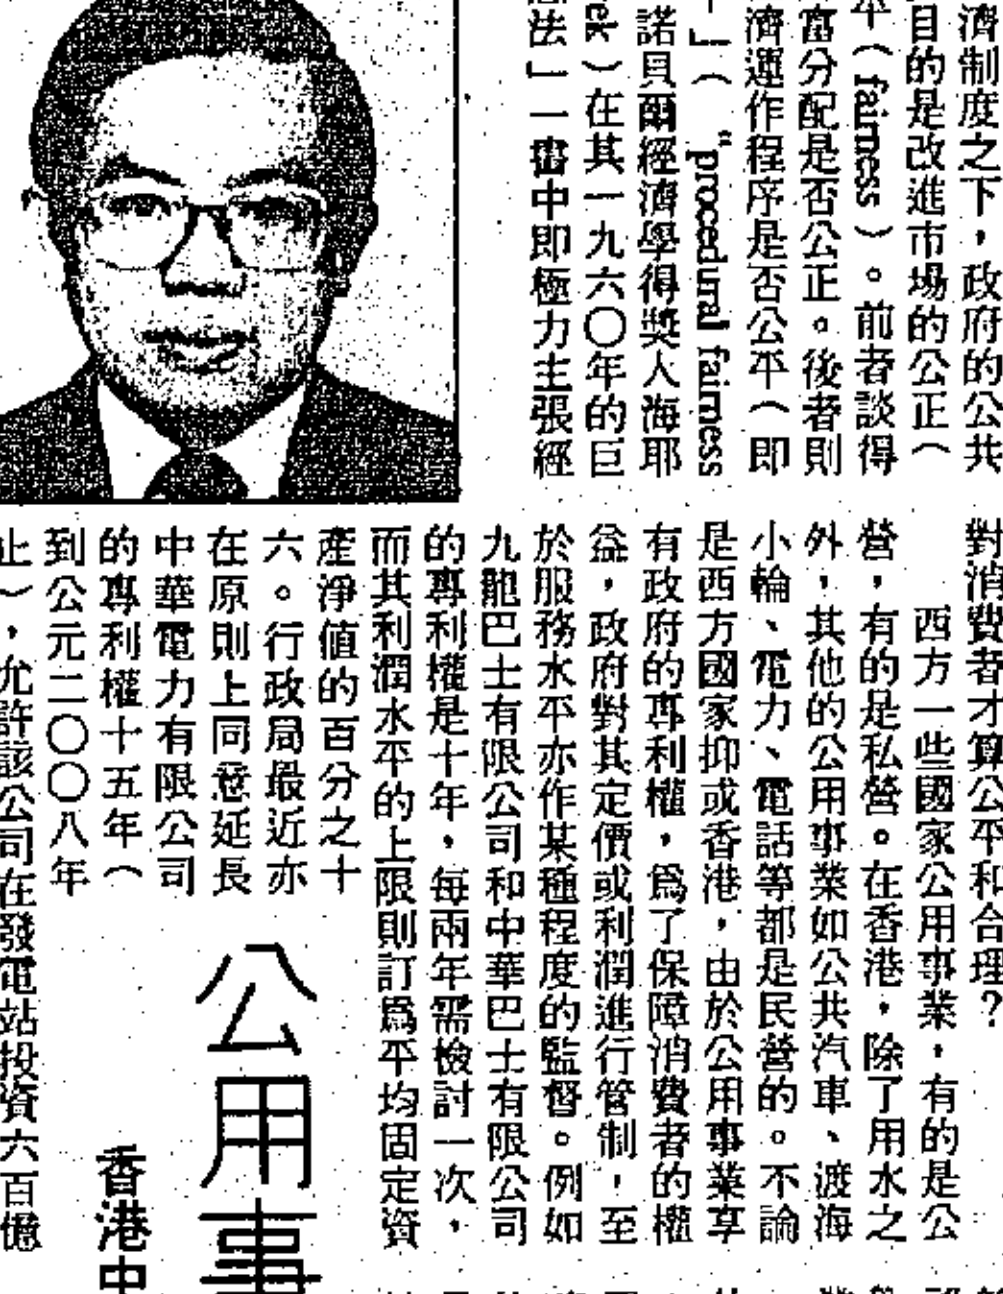 濟制度之下，政府的公共
目的是改進市場的公正（
平（fairness）。前者談得
富分配是否公正。後者則
濟運作程序是否公平（即
」（ "procedural fairness
諾貝爾經濟學得獎人海耶
ek）在其一九六〇年的巨
法」一書中即極力主張經
對消費者才算公平和合理？
西方一些國家公用事業，有的是公
營，有的是私營。在香港，除了用水之
外，其他的公用事業如公共汽車、渡海
小輪、電力、電話等都是民營的。不論
是西方國家抑或香港，由於公用事業享
有政府的專利權，爲了保障消費者的權
益，政府對其定價或利潤進行管制，至
於服務水平亦作某種程度的監督。例如
九龍巴士有限公司和中華巴士有限公司
的專利權是十年，每兩年需檢討一次，
而其利潤水平的上限則訂爲平均固定資
產淨值的百分之十
六。行政局最近亦
在原則上同意延長
中華電力有限公司
的專利權十五年（
到公元二〇〇八年
止），允許該公司在發電站投資六百億
公用事
香港中